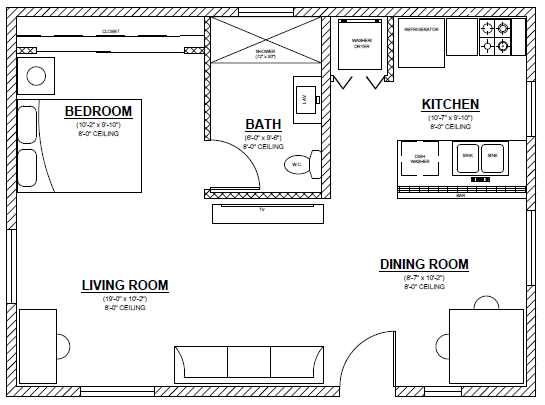 CLOSET
SHOWER
(72" x 30")
WASHER/
DRYER
REFRIGERATOR
LAV.
BEDROOM
(10'-2" x 9'-10")
8'-0" CEILING
BATH
(6'-0" x 9'-6")
8'-0" CEILING
KITCHEN
(10'-7" x 9'-10")
8'-0" CEILING
W.C.
DISH
WASHER
SINK
SINK
BAR
TV
LIVING ROOM
(19'-0" x 10'-2")
8'-0" CEILING
DINING ROOM
(8'-7" x 10'-2")
8'-0" CEILING